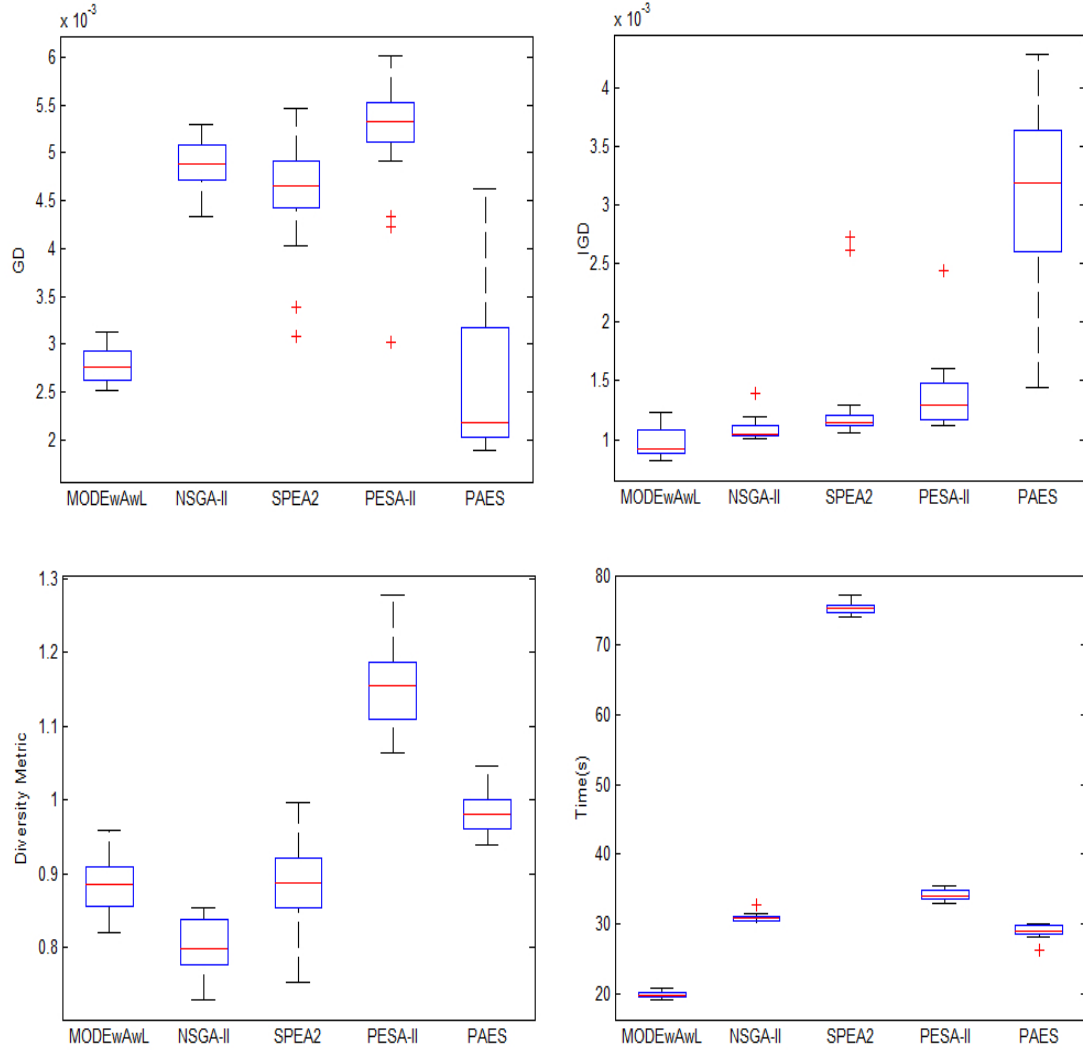 x 10⁻³
6
5.5
5
4.5
4
3.5
3
2.5
2
GD
MODEwAwL NSGA-II SPEA2 PESA-II PAES
x 10⁻³
4
3.5
3
2.5
2
1.5
1
IGD
MODEwAwL NSGA-II SPEA2 PESA-II PAES
1.3
1.2
1.1
1
0.9
0.8
Diversity Metric
MODEwAwL NSGA-II SPEA2 PESA-II PAES
80
70
60
50
40
30
20
Time(s)
MODEwAwL NSGA-II SPEA2 PESA-II PAES